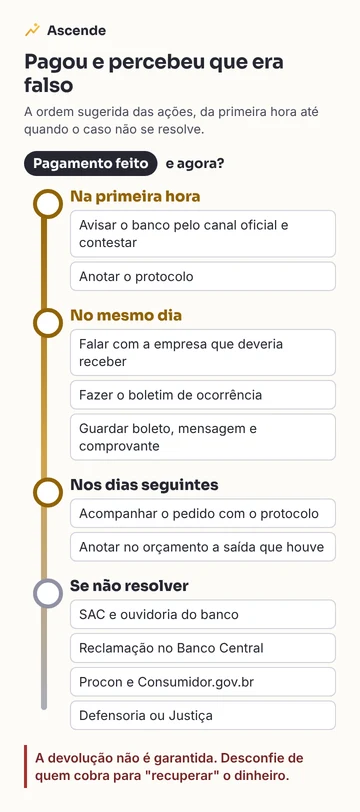 Ascende
Pagou e percebeu que era
falso
A ordem sugerida das ações, da primeira hora até
quando o caso não se resolve.
Pagamento feito e agora?
Na primeira hora
Avisar o banco pelo canal oficial e
contestar
Anotar o protocolo
No mesmo dia
Falar com a empresa que deveria
receber
Fazer o boletim de ocorrência
Guardar boleto, mensagem e
comprovante
Nos dias seguintes
Acompanhar o pedido com o protocolo
Anotar no orçamento a saída que houve
Se não resolver
SAC e ouvidoria do banco
Reclamação no Banco Central
Procon e Consumidor.gov.br
Defensoria ou Justiça
A devolução não é garantida. Desconfie de
quem cobra para "recuperar" o dinheiro.